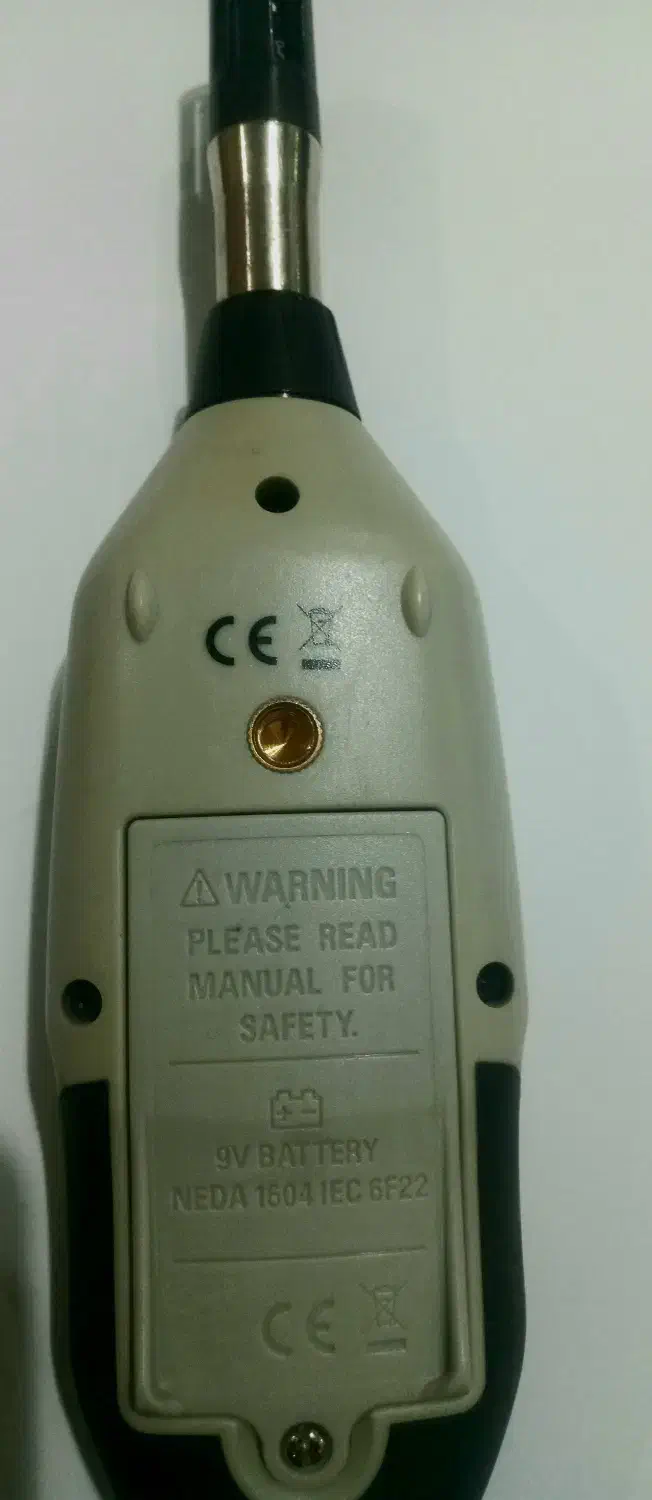 CE
WARNING
PLEASE READ
MANUAL FOR
SAFETY.
+ −
9V BATTERY
NEDA 1604 IEC 6F22
CE